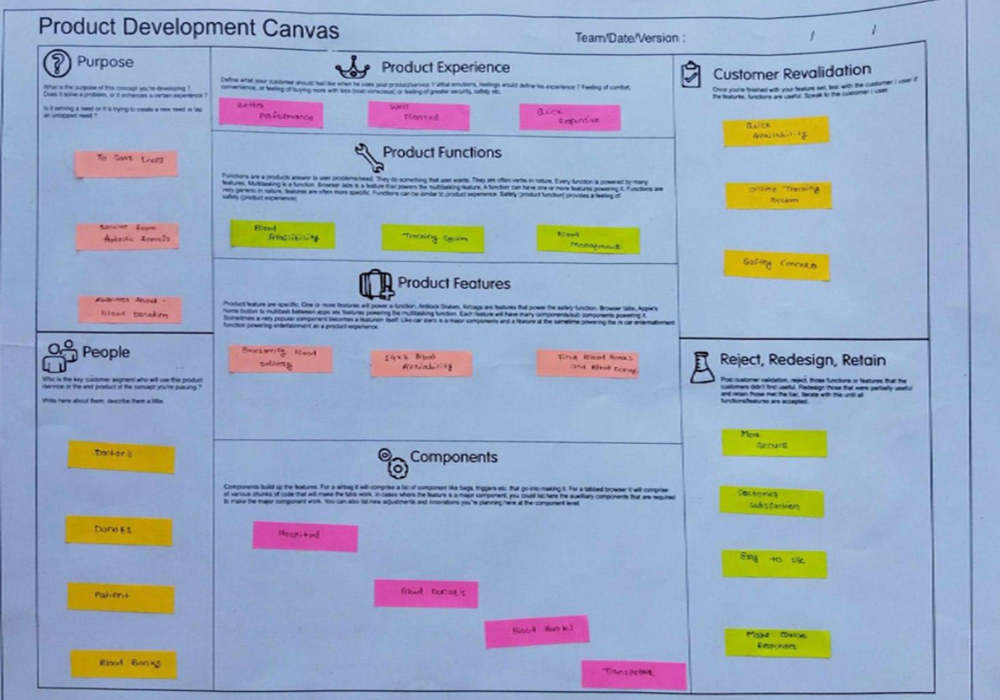 Product Development Canvas
Team/Date/Version :
/
/
Purpose
What is the purpose of this concept you're developing ?
Does it solve a problem, or it enhances a certain experience ?
Is it serving a need or it is trying to create a new need or tap
an untapped need ?
To Save Lives
Blood Donation
People
Who is the key customer segment who will use this product
/service or the end product of the concept you're pursuing ?
Write here about them, describe them a little.
Doctor's
Patient
Blood Banks
Product Experience
Define what your customer should feel like when he uses your product/service ? What emotions, feelings would define his experience ? Feeling of comfort,
convenience, or feeling of buying more with less (cost conscious), or feeling of greater security, safety etc.
Better
Performance
Well
Planned
Quick
Product Functions
Functions are a products answer to user problems/need. They do something that user wants. They are often verbs in nature. Every function is powered by many
features. Multitasking is a function. Browser tabs is a feature that powers the multitasking feature. A function can have one or more features powering it. Functions are
very generic in nature, features are often more specific. Functions can be similar to product experience. Safety (product function) provides a feeling of
safety (product experience)
Blood
Tracking System
Blood
Product Features
Product feature are specific. One or more features will power a function. Antilock Brakes, Airbags are features that power the safety function. Browser tabs, Apple's
home button to multitask between apps are features powering the multitasking function. Each feature will have many components/sub components powering it.
Sometimes a very popular component becomes a feature in itself. Like car stereo is a major components and a feature at the sametime powering the in car entertainment
function powering entertainment as a product experience
Blood
Delivery
24x7 Blood
Availability
Find Blood Banks
and Blood
Components
Components build up the features. For a airbag it will comprise a list of component like bags, triggers etc. that go into making it. For a tabbed browser it will comprise
of various chunks of code that will make the tabs work. In cases where the feature is a major component, you could list here the auxiliary components that are required
to make the major component work. You can also list new adjustments and innovations you're planning here at the component level.
Hospital
Blood Donor's
Blood Banks
Customer Revalidation
Once you're finished with your feature set, test with the customer / user if
the features, functions are useful. Speak to the customer / user.
Quick
Availability
Online Tracking
System
Safety Concern
Reject, Redesign, Retain
Post customer validation, reject, those functions or features that the
customers didn't find useful. Redesign those that were partially useful
and retain those met the bar, iterate with this until all
functions/features are accepted.
More
Secure
Satisfaction
Easy to Use
Make Quick